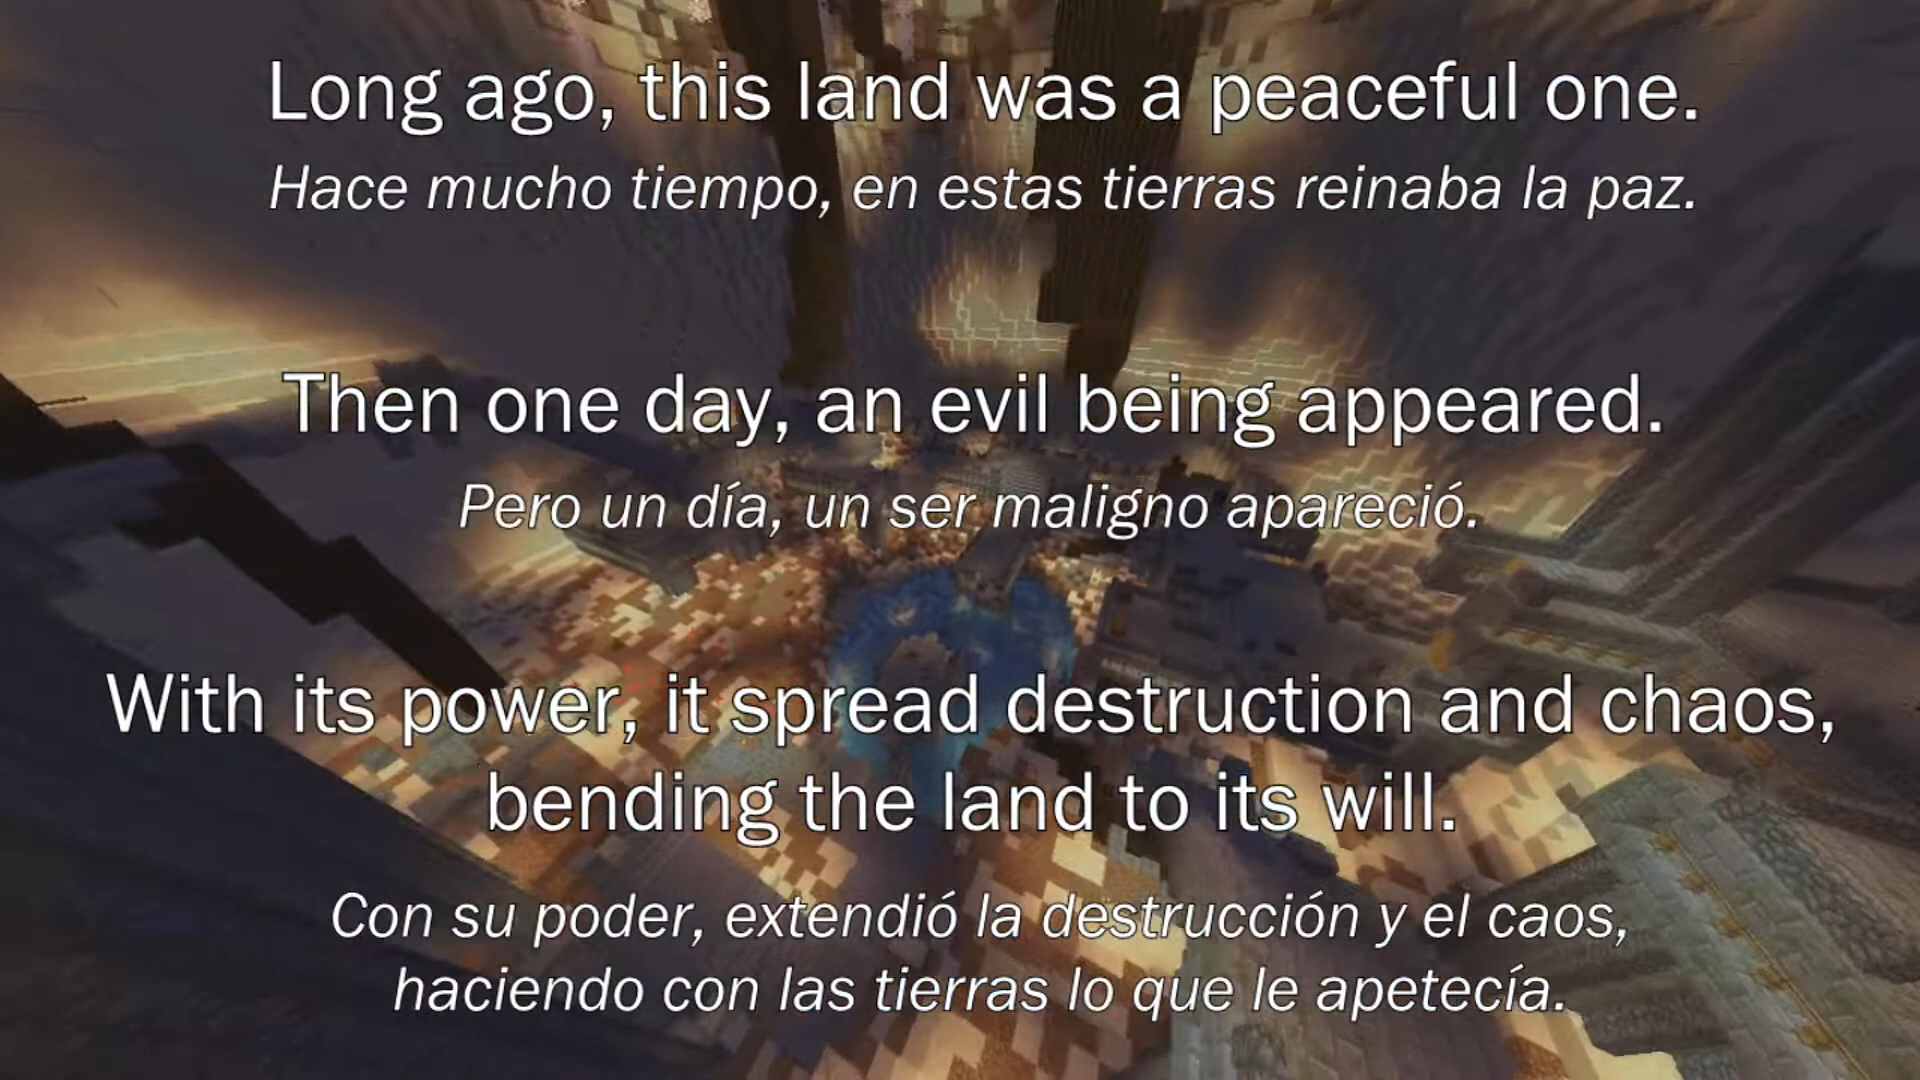 Long ago, this land was a peaceful one.
Hace mucho tiempo, en estas tierras reinaba la paz.
Then one day, an evil being appeared.
Pero un día, un ser maligno apareció.
With its power, it spread destruction and chaos,
bending the land to its will.
Con su poder, extendió la destrucción y el caos,
haciendo con las tierras lo que le apetecía.